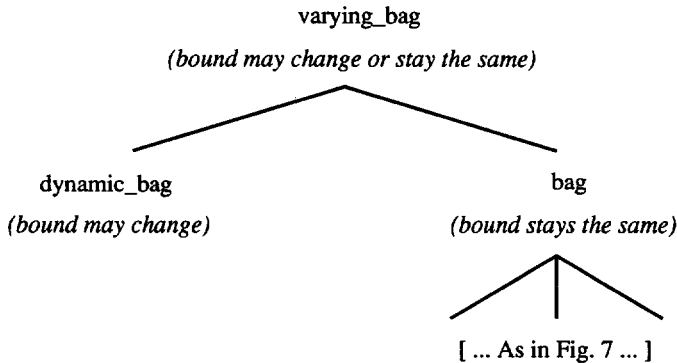 varying_bag
(bound may change or stay the same)
dynamic_bag
bag
(bound may change)
(bound stays the same)
[ ... As in Fig. 7 ... ]